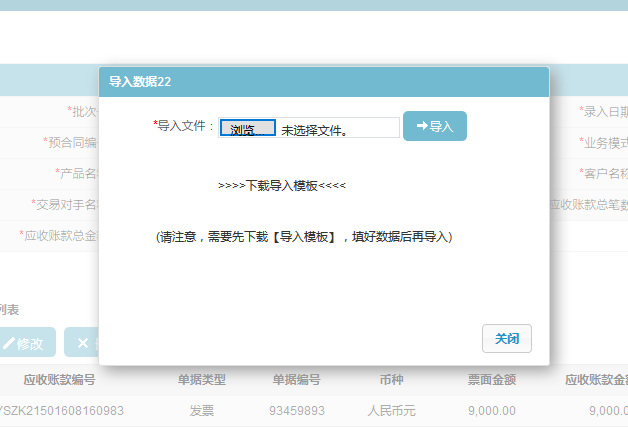 导入数据22
*批次
*录入日期
*导入文件：
浏览... 未选择文件。
导入
*预合同编
*业务模式
*产品名
*客户名称
>>>>下载导入模板<<<<
*交易对手名
应收账款总笔数
*应收账款总金
(请注意，需要先下载【导入模板】，填好数据后再导入)
列表
修改
关闭
应收账款编号 单据类型 单据编号 币种 票面金额 应收账款金额
YSZK21501608160983 发票 93459893 人民币元 9,000.00 9,000.0